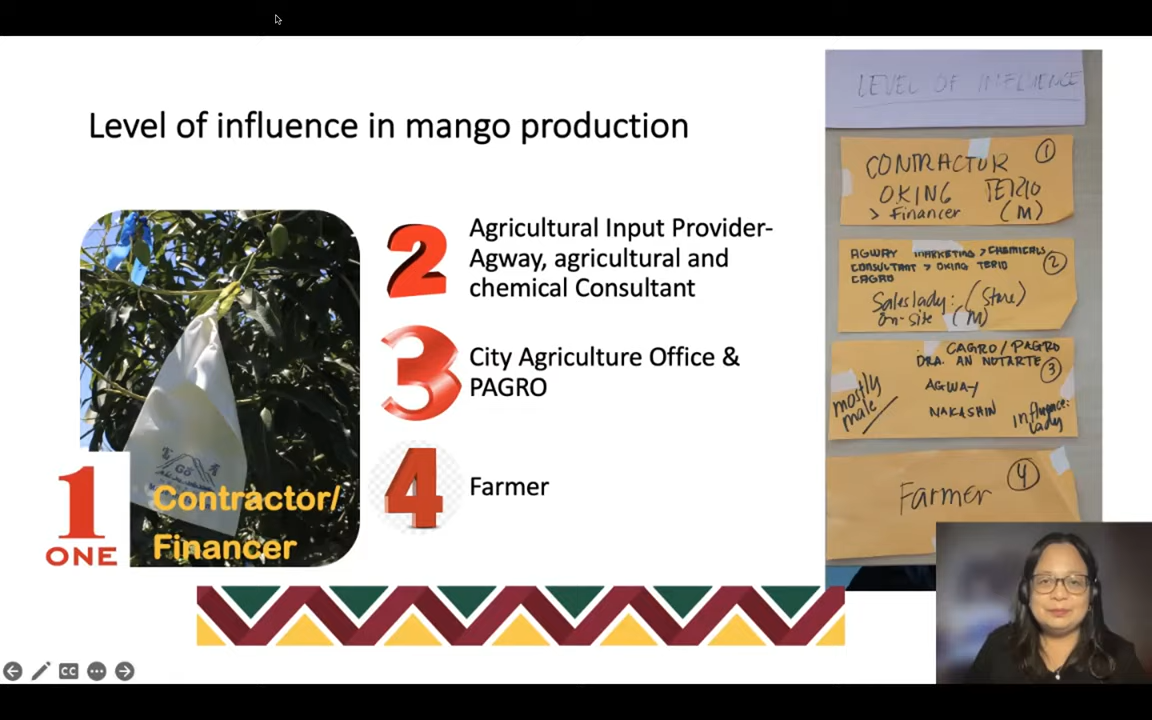 Level of influence in mango production
1
ONE
Contractor/
Financer
2
Agricultural Input Provider-
Agway, agricultural and
chemical Consultant
3
City Agriculture Office &
PAGRO
4
Farmer
LEVEL OF INFLUENCE
CONTRACTOR 1
OKING TERIO
> Financer (M)
AGWAY MARKETING > CHEMICALS
CONSULTANT > OKING TERIO 2
CAGRO
Saleslady: (Store)
On-site (M)
CAGRO/PAGRO
DRA. AN NOTARTE 3
mostly
male
AGWAY
NAKASHIN
influence:
lady
Farmer 4
CC